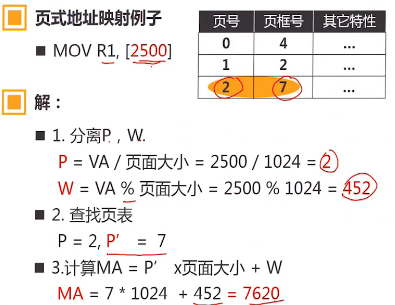 页式地址映射例子
MOV R1, [2500]
页号 页框号 其它特性
0 4 ...
1 2 ...
2 7 ...
解：
1. 分离P，W.
P = VA / 页面大小 = 2500 / 1024 = 2
W = VA % 页面大小 = 2500 % 1024 = 452
2. 查找页表
P = 2, P' = 7
3.计算MA = P' x页面大小 + W
MA = 7 * 1024 + 452 = 7620